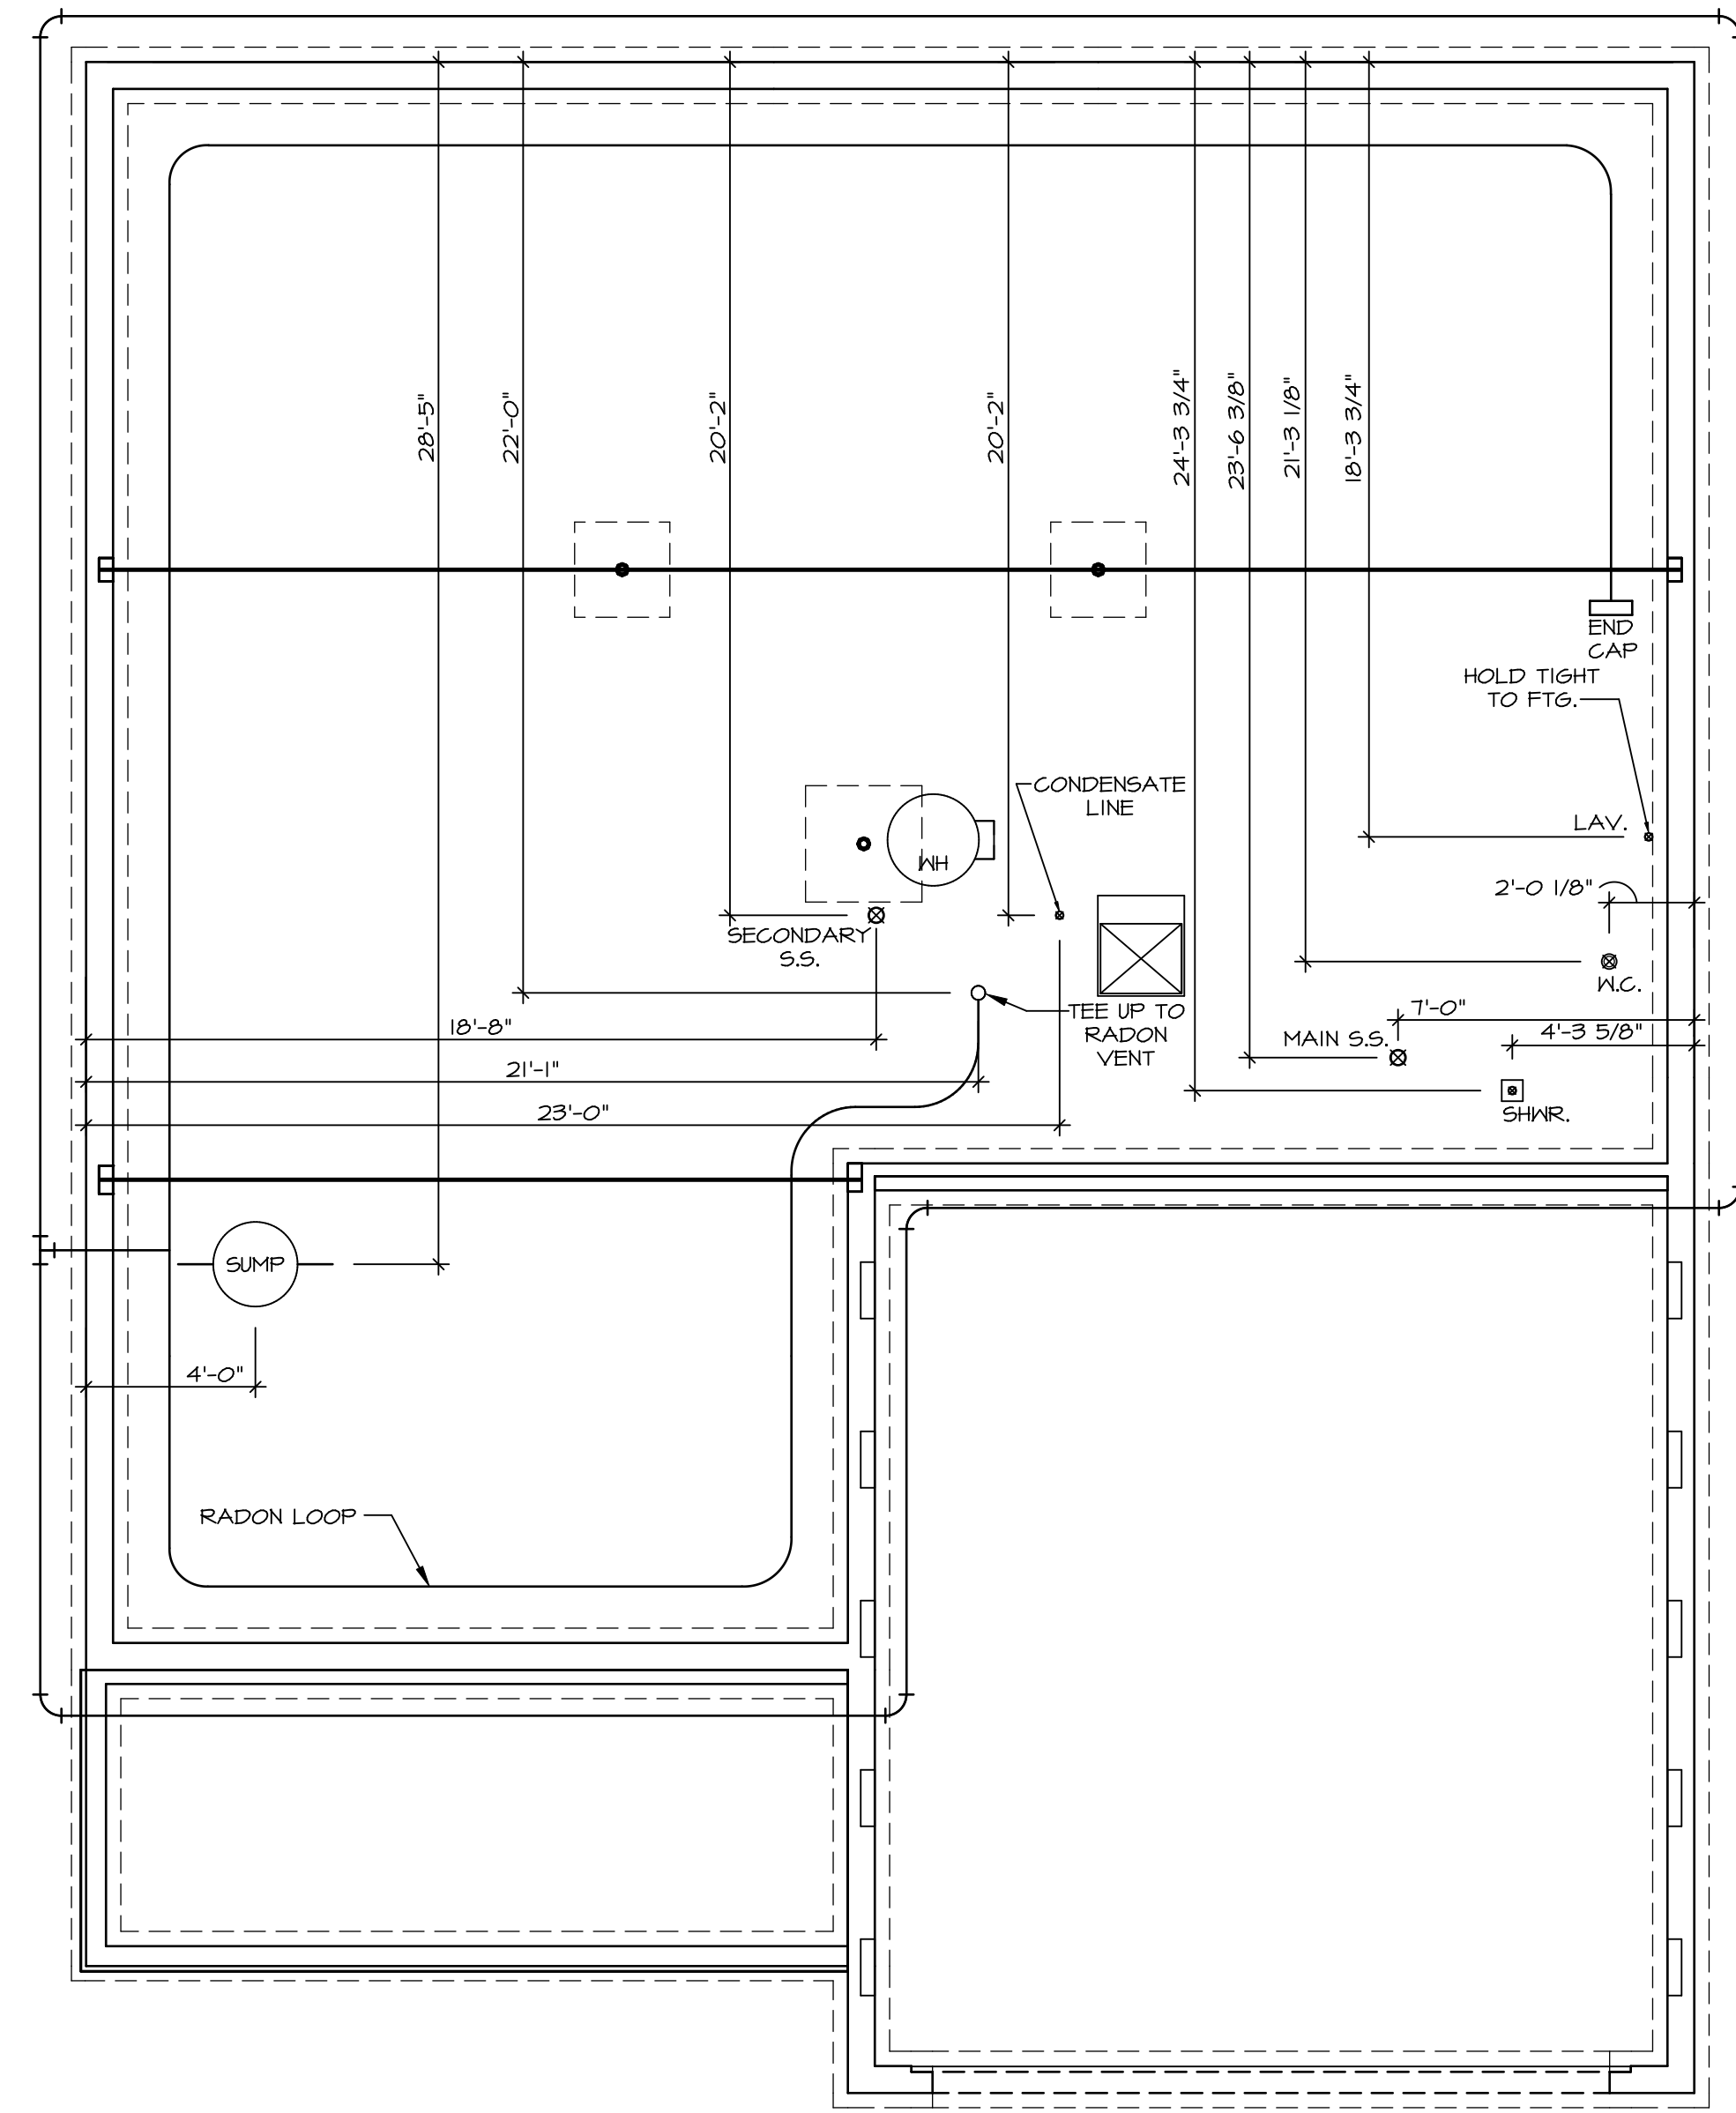 28'-5"
22'-0"
20'-2"
20'-2"
24'-3 3/4"
23'-6 3/8"
21'-3 1/8"
18'-3 3/4"
END
CAP
HOLD TIGHT
TO FTG.
CONDENSATE
LINE
LAV.
WH
2'-0 1/8"
SECONDARY
S.S.
W.C.
TEE UP TO
RADON
VENT
7'-0"
18'-8"
MAIN S.S.
4'-3 5/8"
21'-1"
23'-0"
SHWR.
SUMP
4'-0"
RADON LOOP